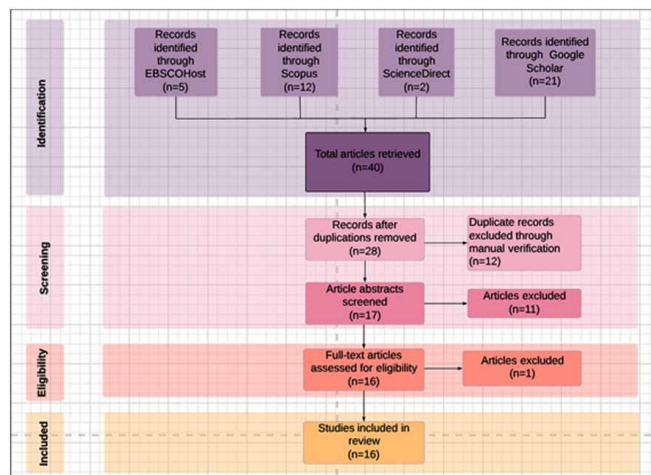 Identification
Records
identified
through
EBSCOHost
(n=5)
Records
identified
through
Scopus
(n=12)
Records
identified
through
ScienceDirect
(n=2)
Records identified
through Google
Scholar
(n=21)
Total articles retrieved
(n=40)
Screening
Records after
duplications removed
(n=28)
Duplicate records
excluded through
manual verification
(n=12)
Article abstracts
screened
(n=17)
Articles excluded
(n=11)
Eligibility
Full-text articles
assessed for eligibility
(n=16)
Articles excluded
(n=1)
Included
Studies included in
review
(n=16)